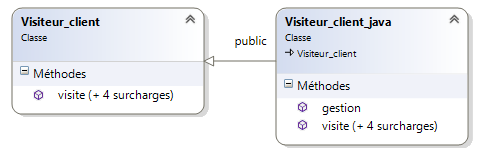 Visiteur_client
Classe
Méthodes
visite (+ 4 surcharges)
public
Visiteur_client_java
Classe
Visiteur_client
Méthodes
gestion
visite (+ 4 surcharges)